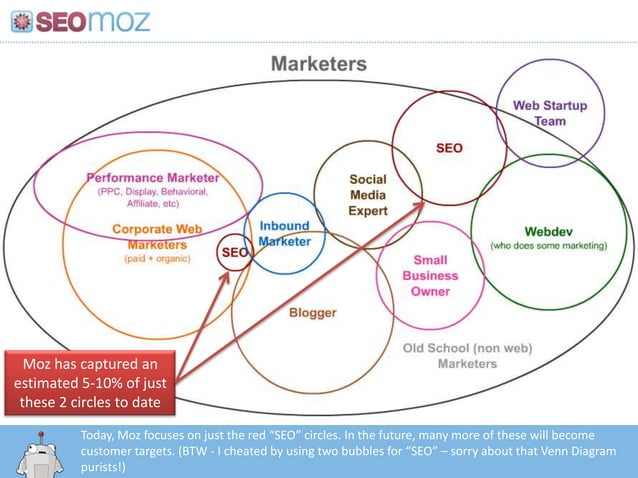 SEOmoz
Marketers
Web Startup
Team
SEO
Performance Marketer
(PPC, Display, Behavioral,
Affiliate, etc)
Social
Media
Expert
Corporate Web
Marketers
(paid + organic)
SEO
Inbound
Marketer
Webdev
(who does some marketing)
Small
Business
Owner
Blogger
Old School (non web)
Marketers
Moz has captured an
estimated 5-10% of just
these 2 circles to date
Today, Moz focuses on just the red “SEO” circles. In the future, many more of these will become
customer targets. (BTW - I cheated by using two bubbles for “SEO” – sorry about that Venn Diagram
purists!)